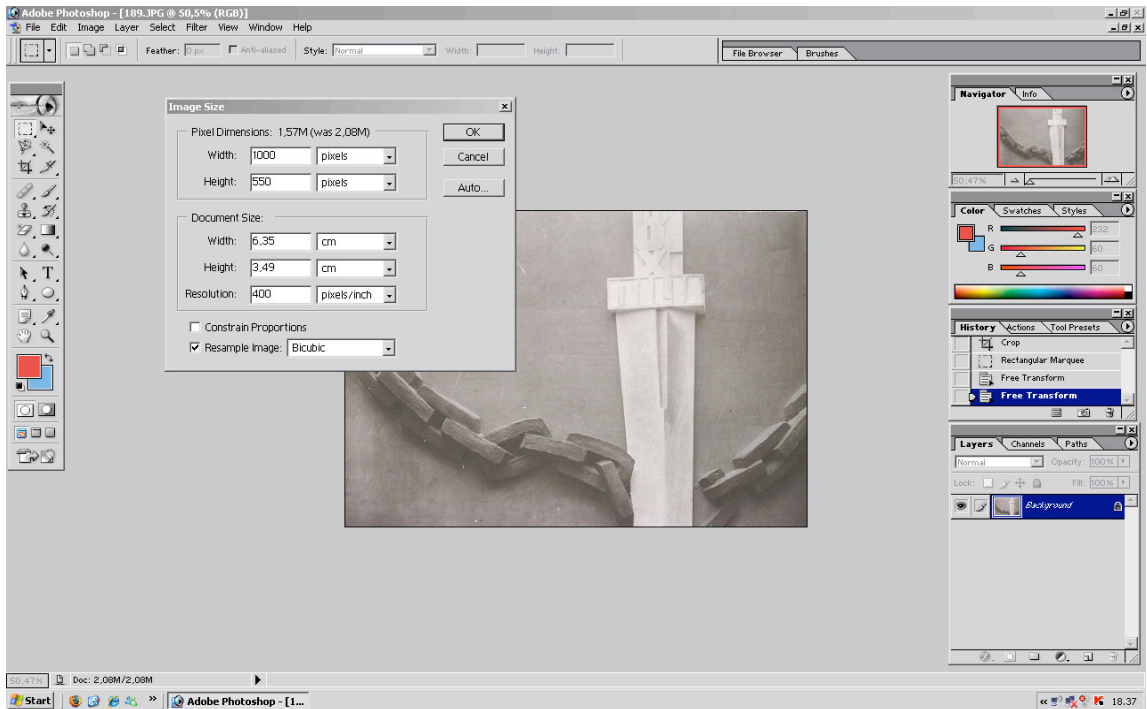 Adobe Photoshop - [189.JPG @ 50,5% (RGB)]
File Edit Image Layer Select Filter View Window Help
Feather: 0 px Anti-aliased Style: Normal Width: Height:
File Browser Brushes
Image Size
Pixel Dimensions: 1,57M (was 2,08M)
Width: 1000 pixels
Height: 550 pixels
Document Size:
Width: 6,35 cm
Height: 3,49 cm
Resolution: 400 pixels/inch
Constrain Proportions
Resample Image: Bicubic
OK
Cancel
Auto...
Navigator Info
50,47%
Color Swatches Styles
R 232
G 60
B 60
History Actions Tool Presets
Crop
Rectangular Marquee
Free Transform
Free Transform
Layers Channels Paths
Normal Opacity: 100%
Lock: Fill: 100%
Background
50,47% Doc: 2,08M/2,08M
Start Adobe Photoshop - [1... 18.37